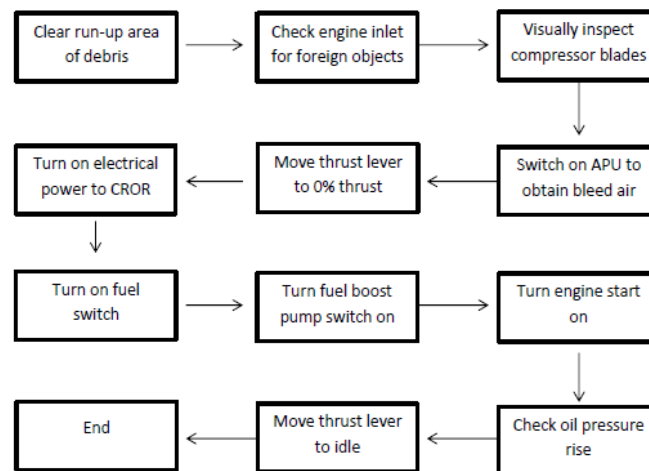 Clear run-up area
of debris
Check engine inlet
for foreign objects
Visually inspect
compressor blades
Switch on APU to
obtain bleed air
Move thrust lever
to 0% thrust
Turn on electrical
power to CROR
Turn on fuel
switch
Turn fuel boost
pump switch on
Turn engine start
on
Check oil pressure
rise
Move thrust lever
to idle
End